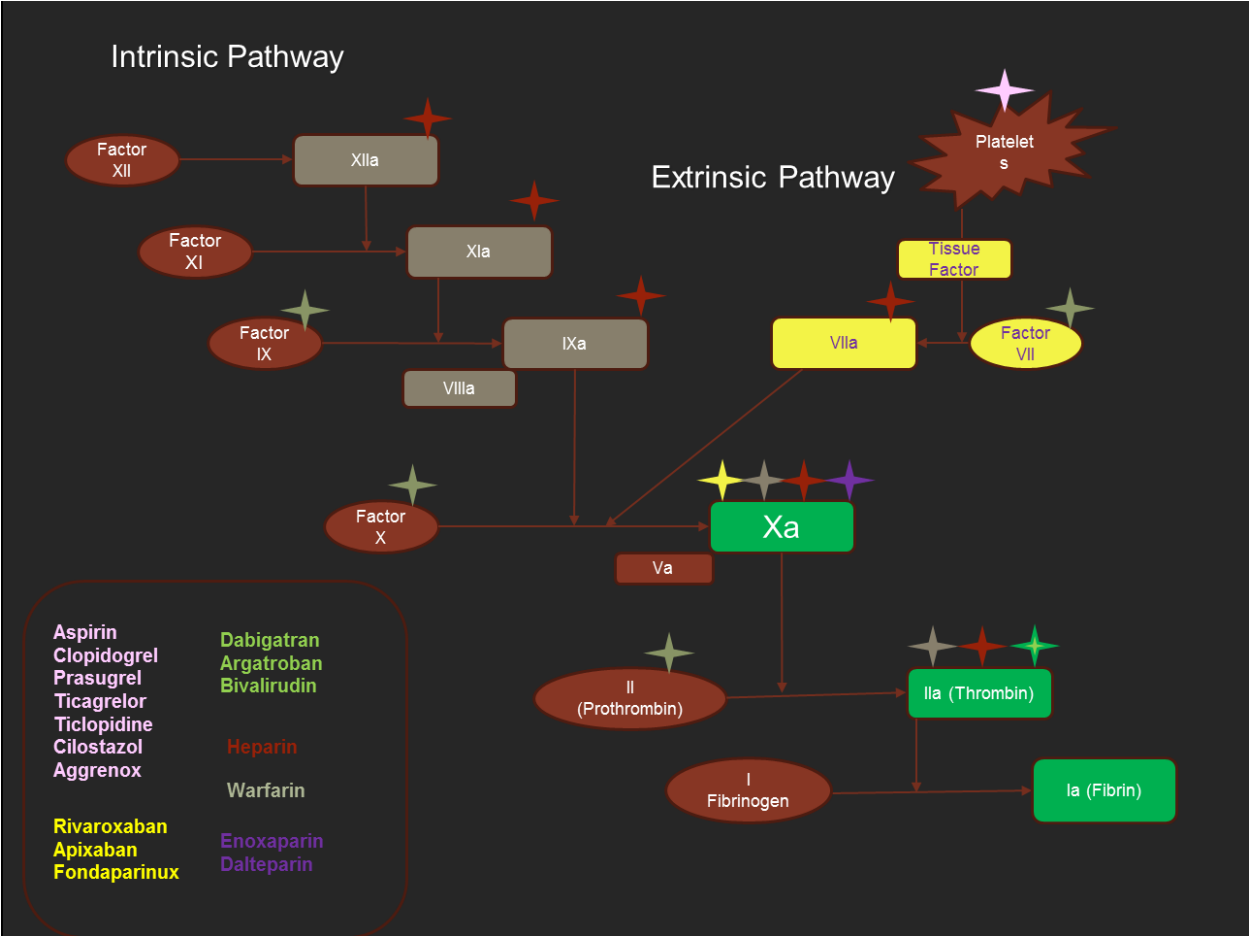 Intrinsic Pathway
Extrinsic Pathway
Factor
XII
XIIa
Platelet
s
Factor
XI
XIa
Tissue
Factor
Factor
IX
IXa
VIIa
Factor
VII
VIIIa
Factor
X
Xa
Va
II
(Prothrombin)
IIa (Thrombin)
I
Fibrinogen
Ia (Fibrin)
Aspirin
Clopidogrel
Prasugrel
Ticagrelor
Ticlopidine
Cilostazol
Aggrenox
Rivaroxaban
Apixaban
Fondaparinux
Dabigatran
Argatroban
Bivalirudin
Heparin
Warfarin
Enoxaparin
Dalteparin